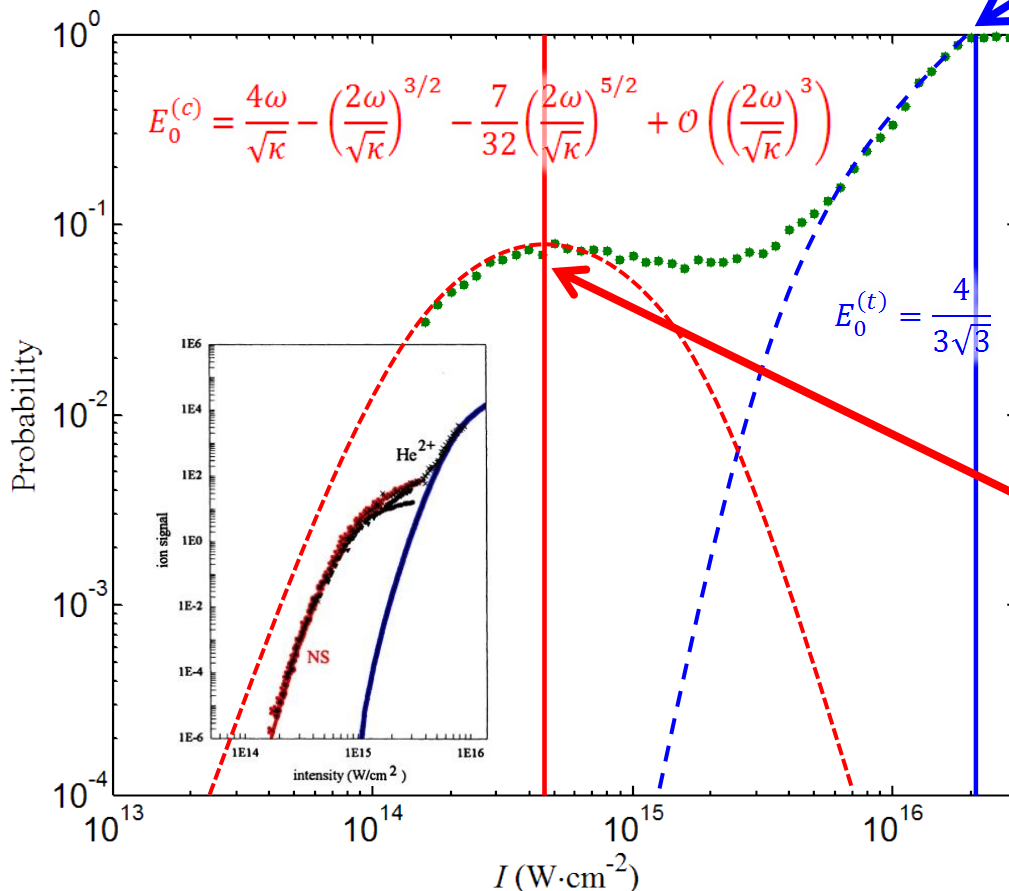 10^0
E_0^{(c)} = \frac{4\omega}{\sqrt{\kappa}} - \left(\frac{2\omega}{\sqrt{\kappa}}\right)^{3/2} - \frac{7}{32}\left(\frac{2\omega}{\sqrt{\kappa}}\right)^{5/2} + \mathcal{O}\left(\left(\frac{2\omega}{\sqrt{\kappa}}\right)^3\right)
10^-1
E_0^{(t)} = \frac{4}{3\sqrt{3}}
Probability
10^-2
10^-3
10^-4
1E6
1E4
1E2
1E0
1E-2
1E-4
1E-6
ion signal
He^2+
NS
1E14 1E15 1E16
intensity (W/cm^2)
10^13 10^14 10^15 10^16
I (W·cm^-2)